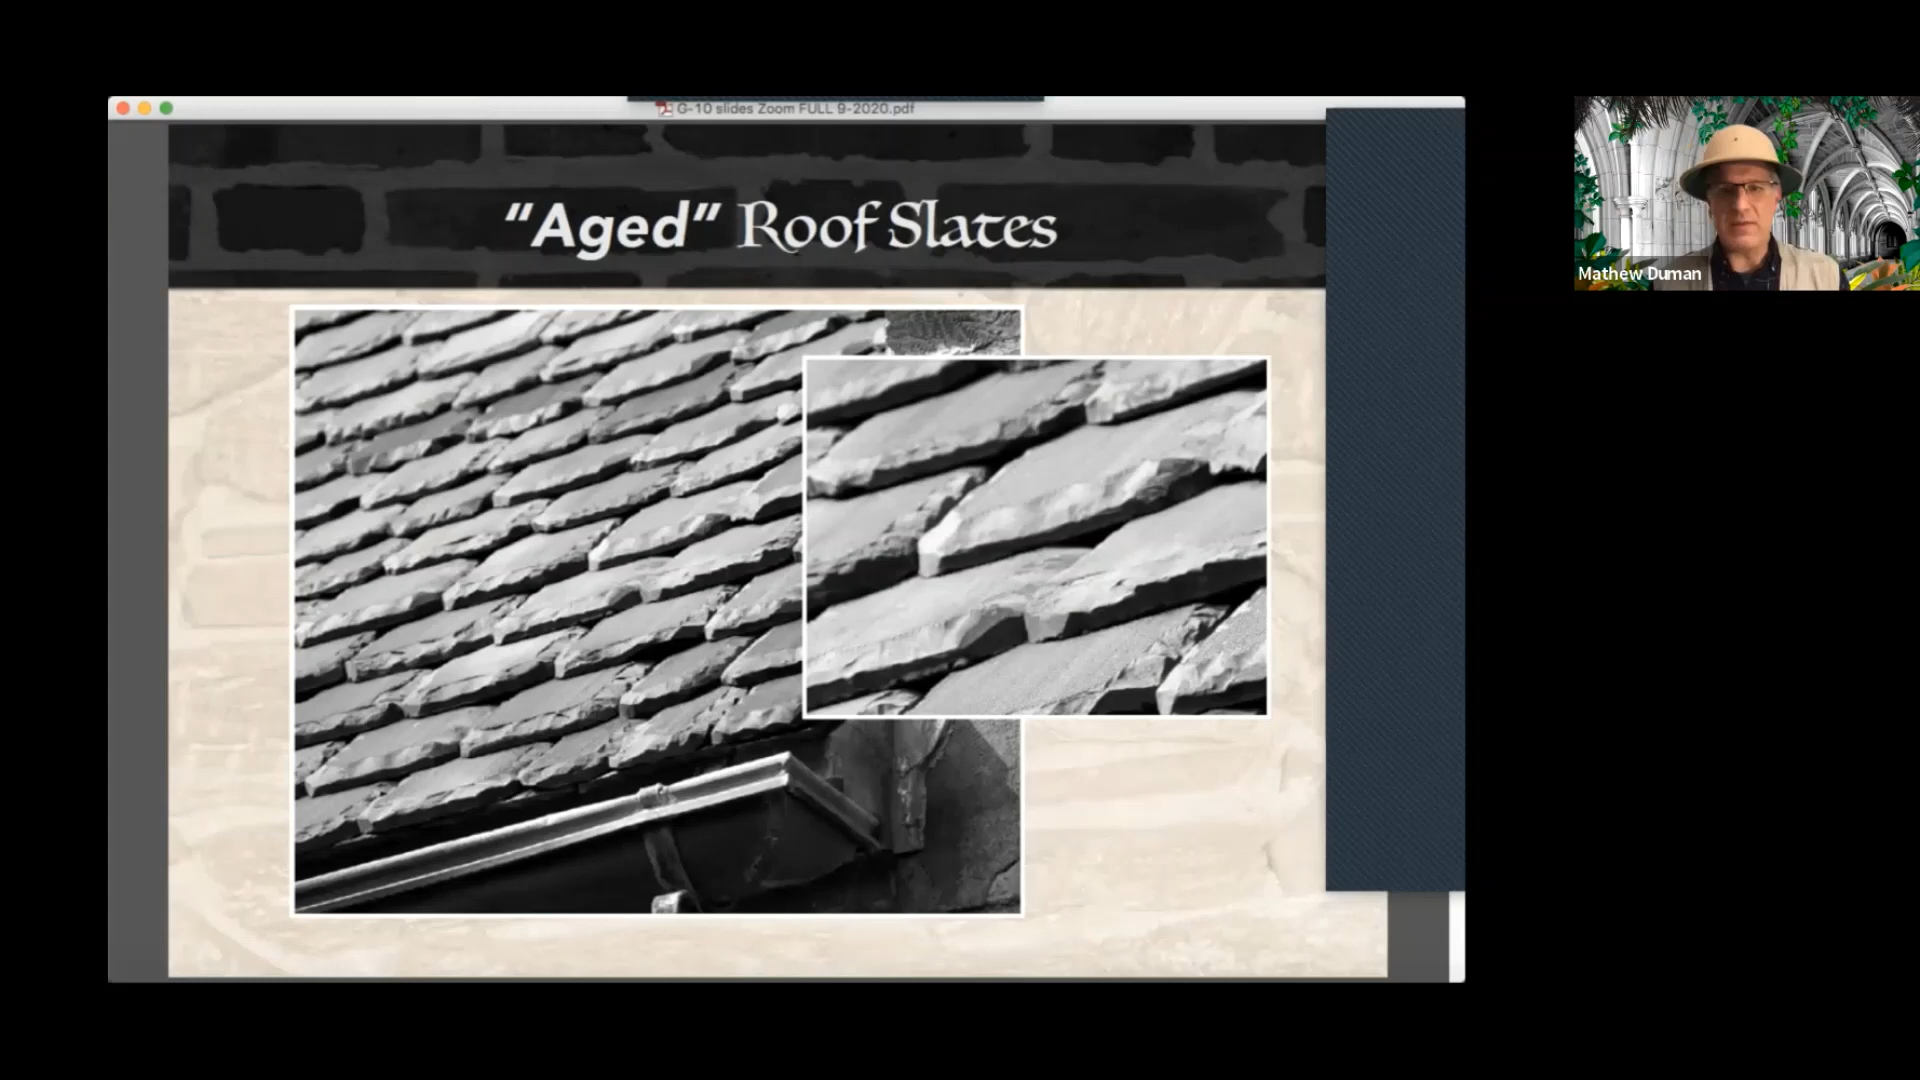 G-10 slides Zoom FULL 9-2020.pdf
“Aged” Roof Slates
Mathew Duman